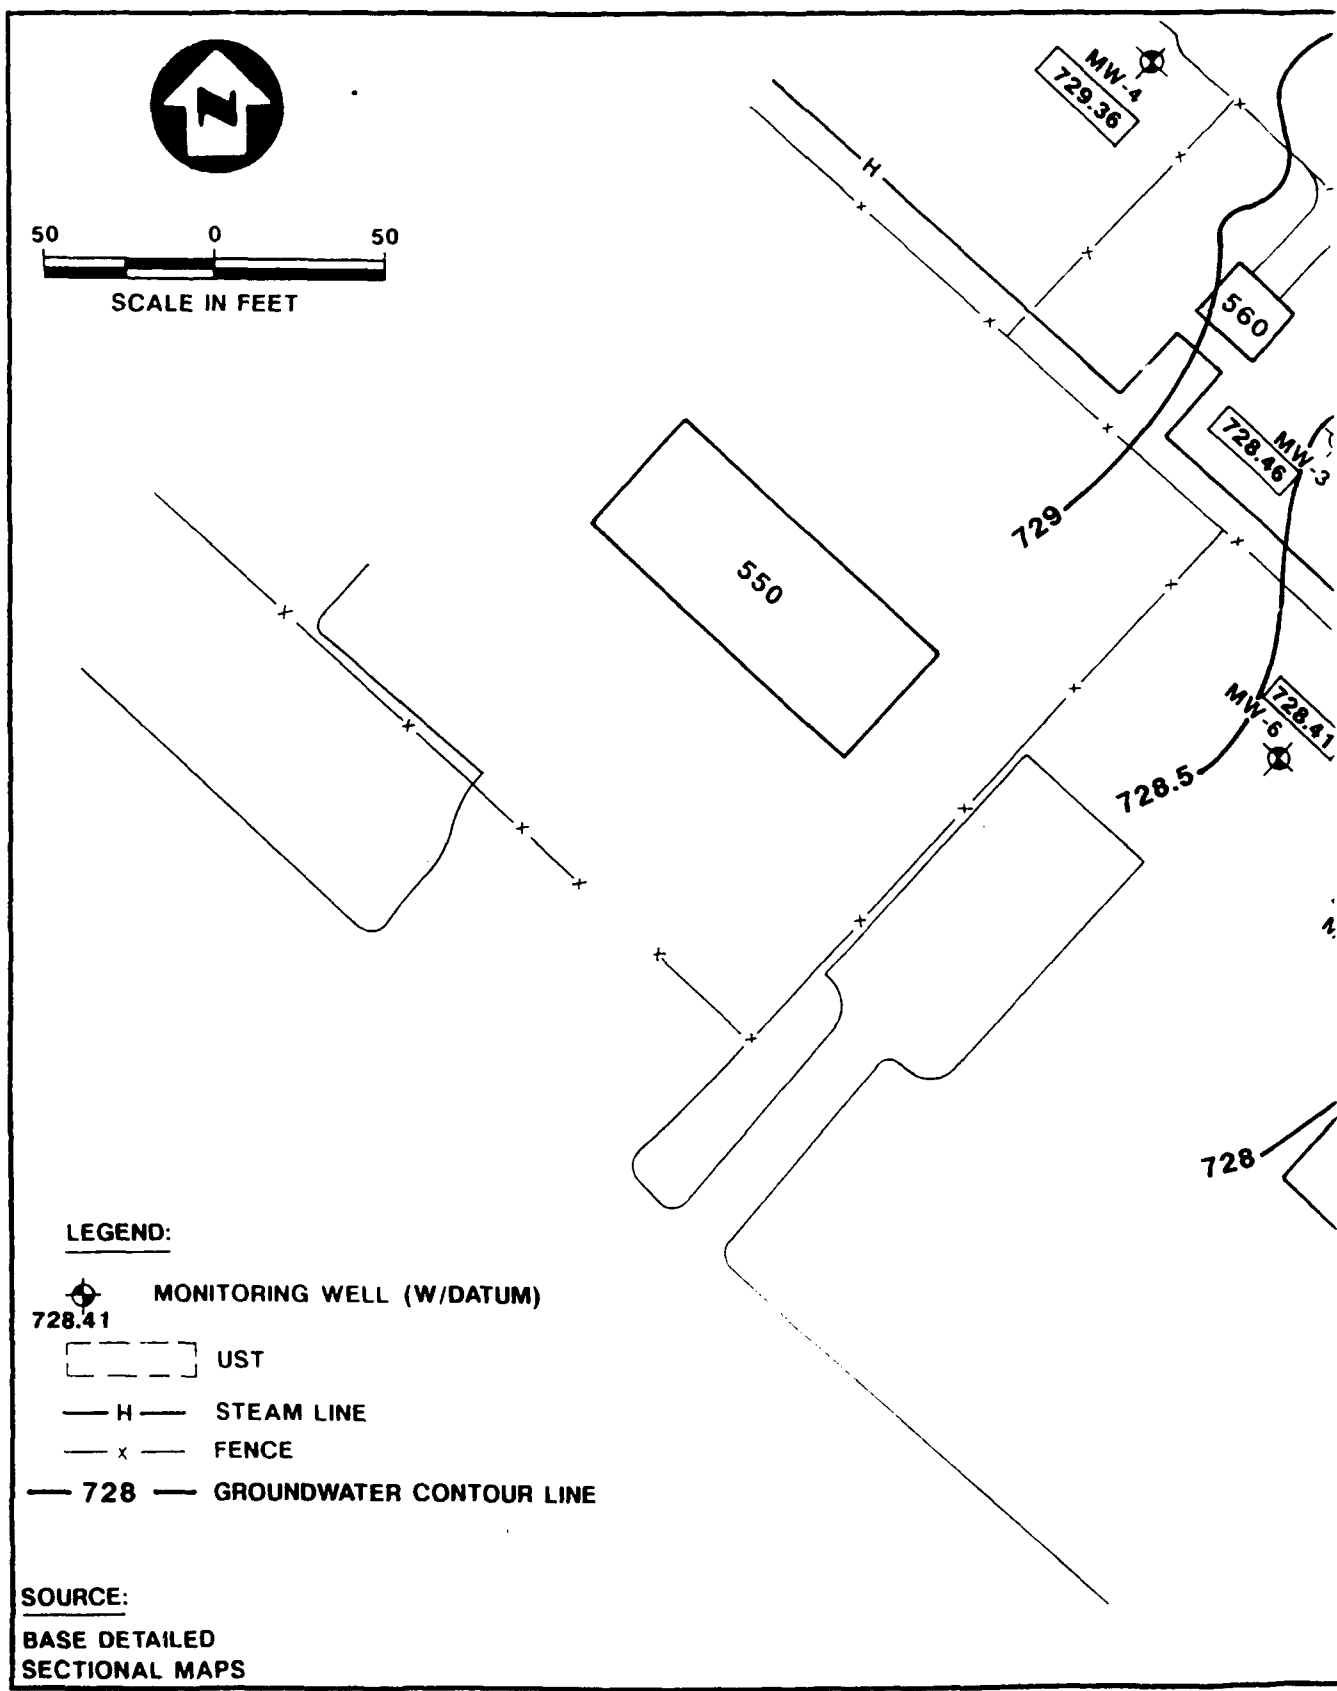 N
50 0 50
SCALE IN FEET
MW-4
729.36
H
560
728.46
MW-3
729
550
MW-6
728.41
728.5
728
LEGEND:
MONITORING WELL (W/DATUM)
728.41
UST
H STEAM LINE
x FENCE
728 GROUNDWATER CONTOUR LINE
SOURCE:
BASE DETAILED
SECTIONAL MAPS